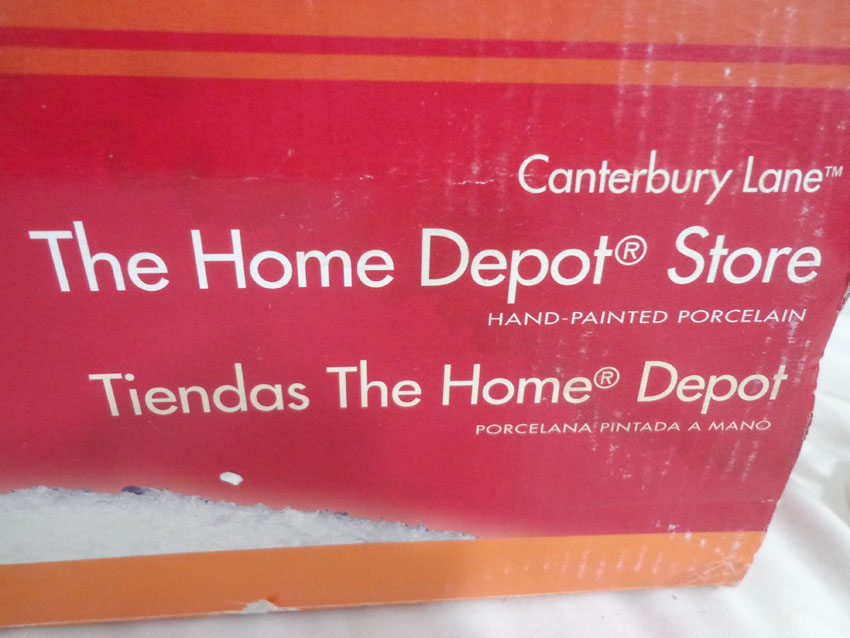 Canterbury Lane™
The Home Depot® Store
HAND-PAINTED PORCELAIN
Tiendas The Home® Depot
PORCELANA PINTADA A MANO